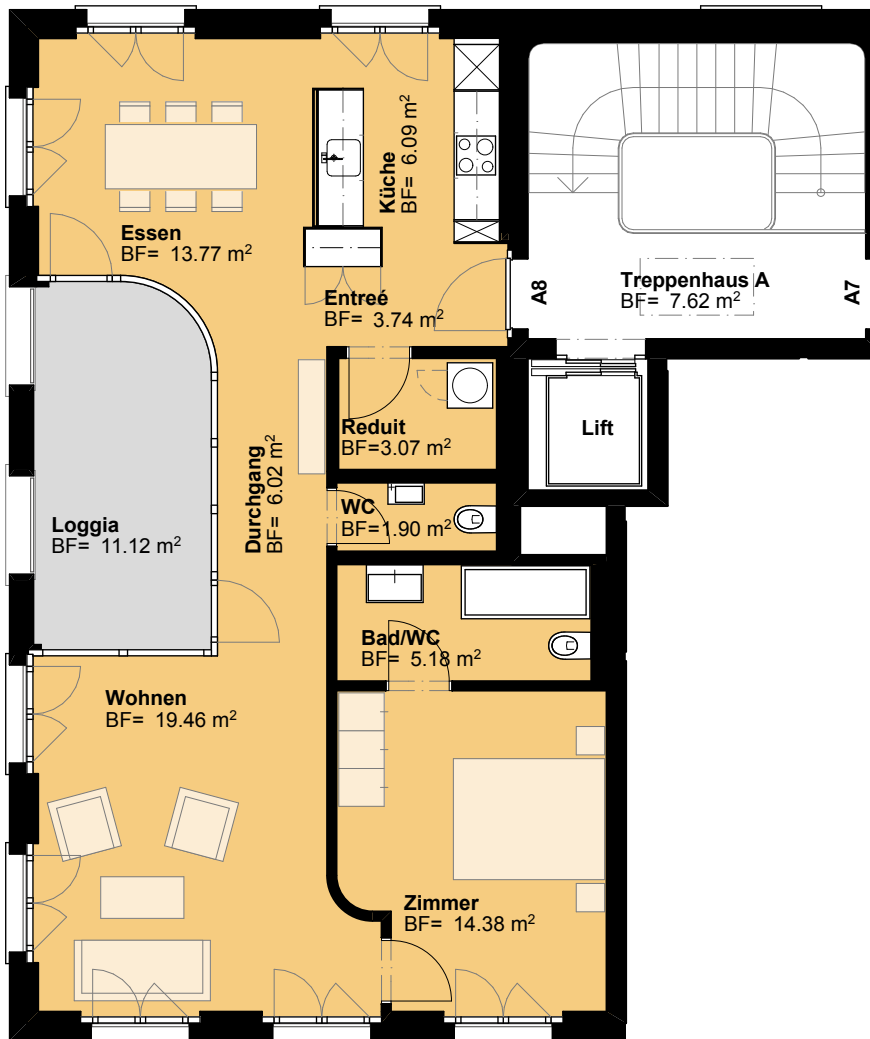 Küche
BF= 6.09 m²
Essen
BF= 13.77 m²
Entreé
BF= 3.74 m²
A8
Treppenhaus A
BF= 7.62 m²
A7
Reduit
BF=3.07 m²
Lift
Durchgang
BF= 6.02 m²
WC
BF=1.90 m²
Loggia
BF= 11.12 m²
Bad/WC
BF= 5.18 m²
Wohnen
BF= 19.46 m²
Zimmer
BF= 14.38 m²